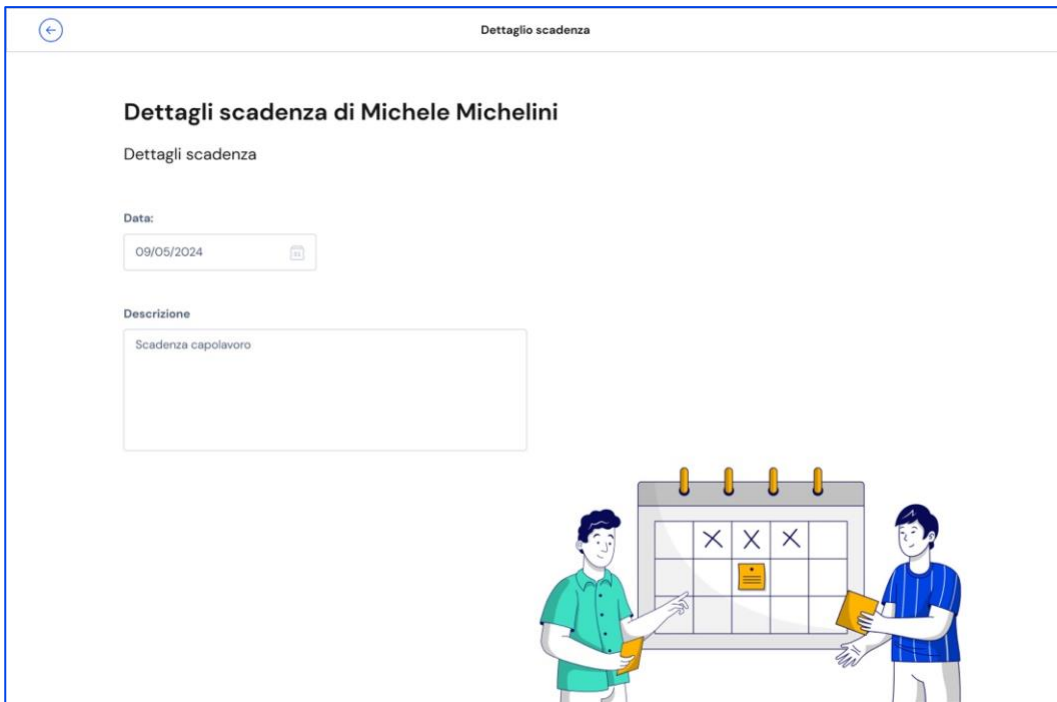 Dettaglio scadenza
Dettagli scadenza di Michele Michelini
Dettagli scadenza
Data:
09/05/2024
Descrizione
Scadenza capolavoro